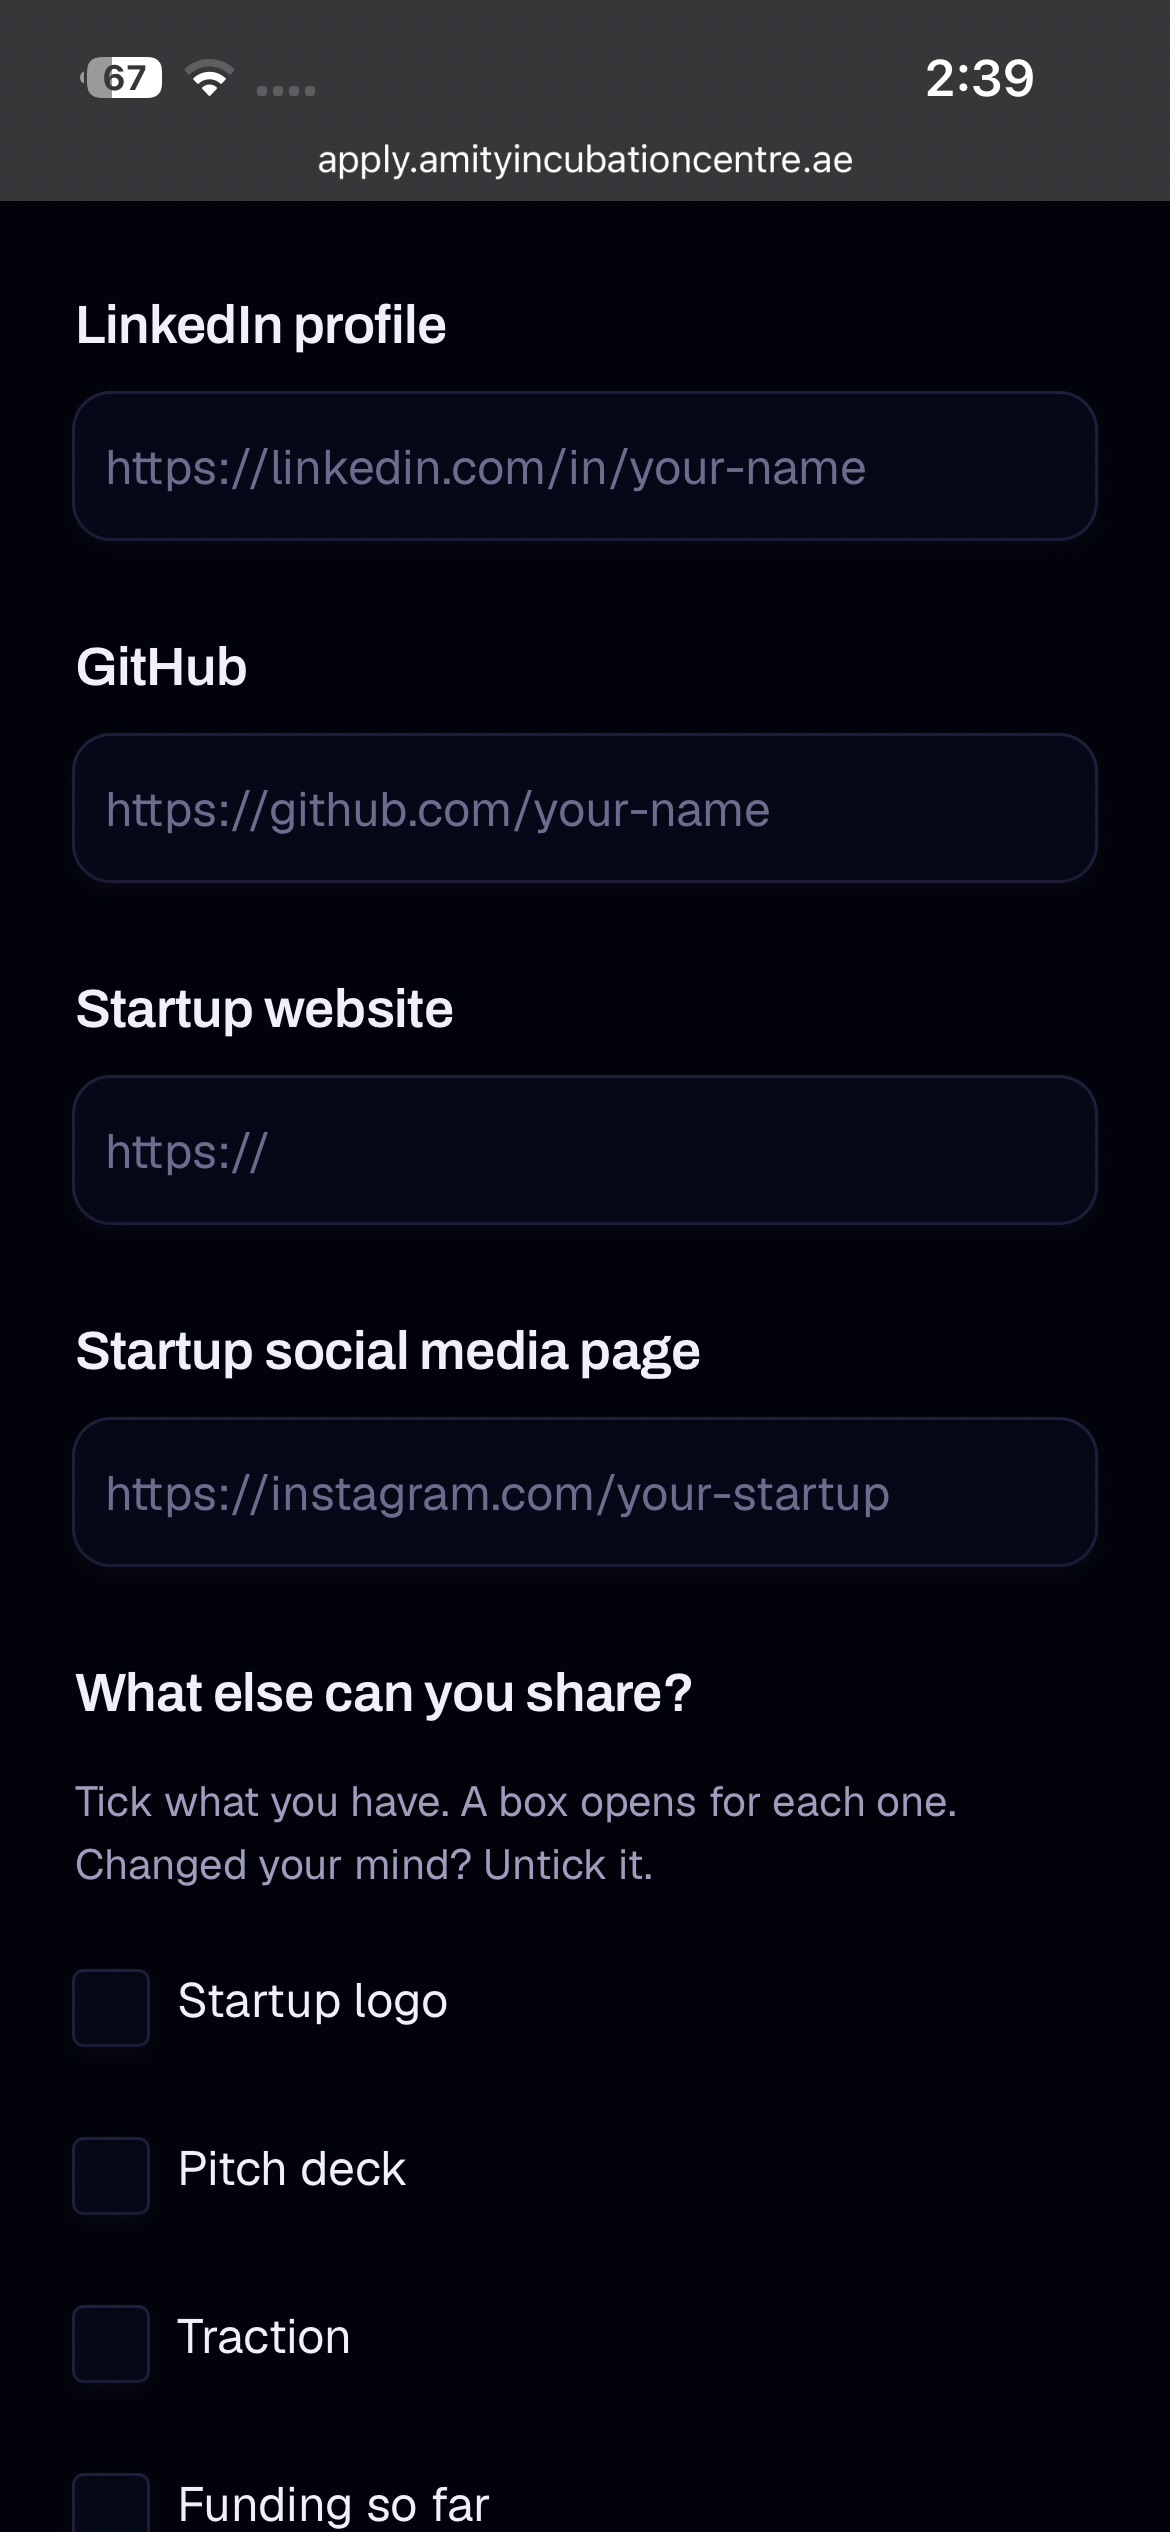 67
2:39
apply.amityincubationcentre.ae
LinkedIn profile
https://linkedin.com/in/your-name
GitHub
https://github.com/your-name
Startup website
https://
Startup social media page
https://instagram.com/your-startup
What else can you share?
Tick what you have. A box opens for each one.
Changed your mind? Untick it.
Startup logo
Pitch deck
Traction
Funding so far